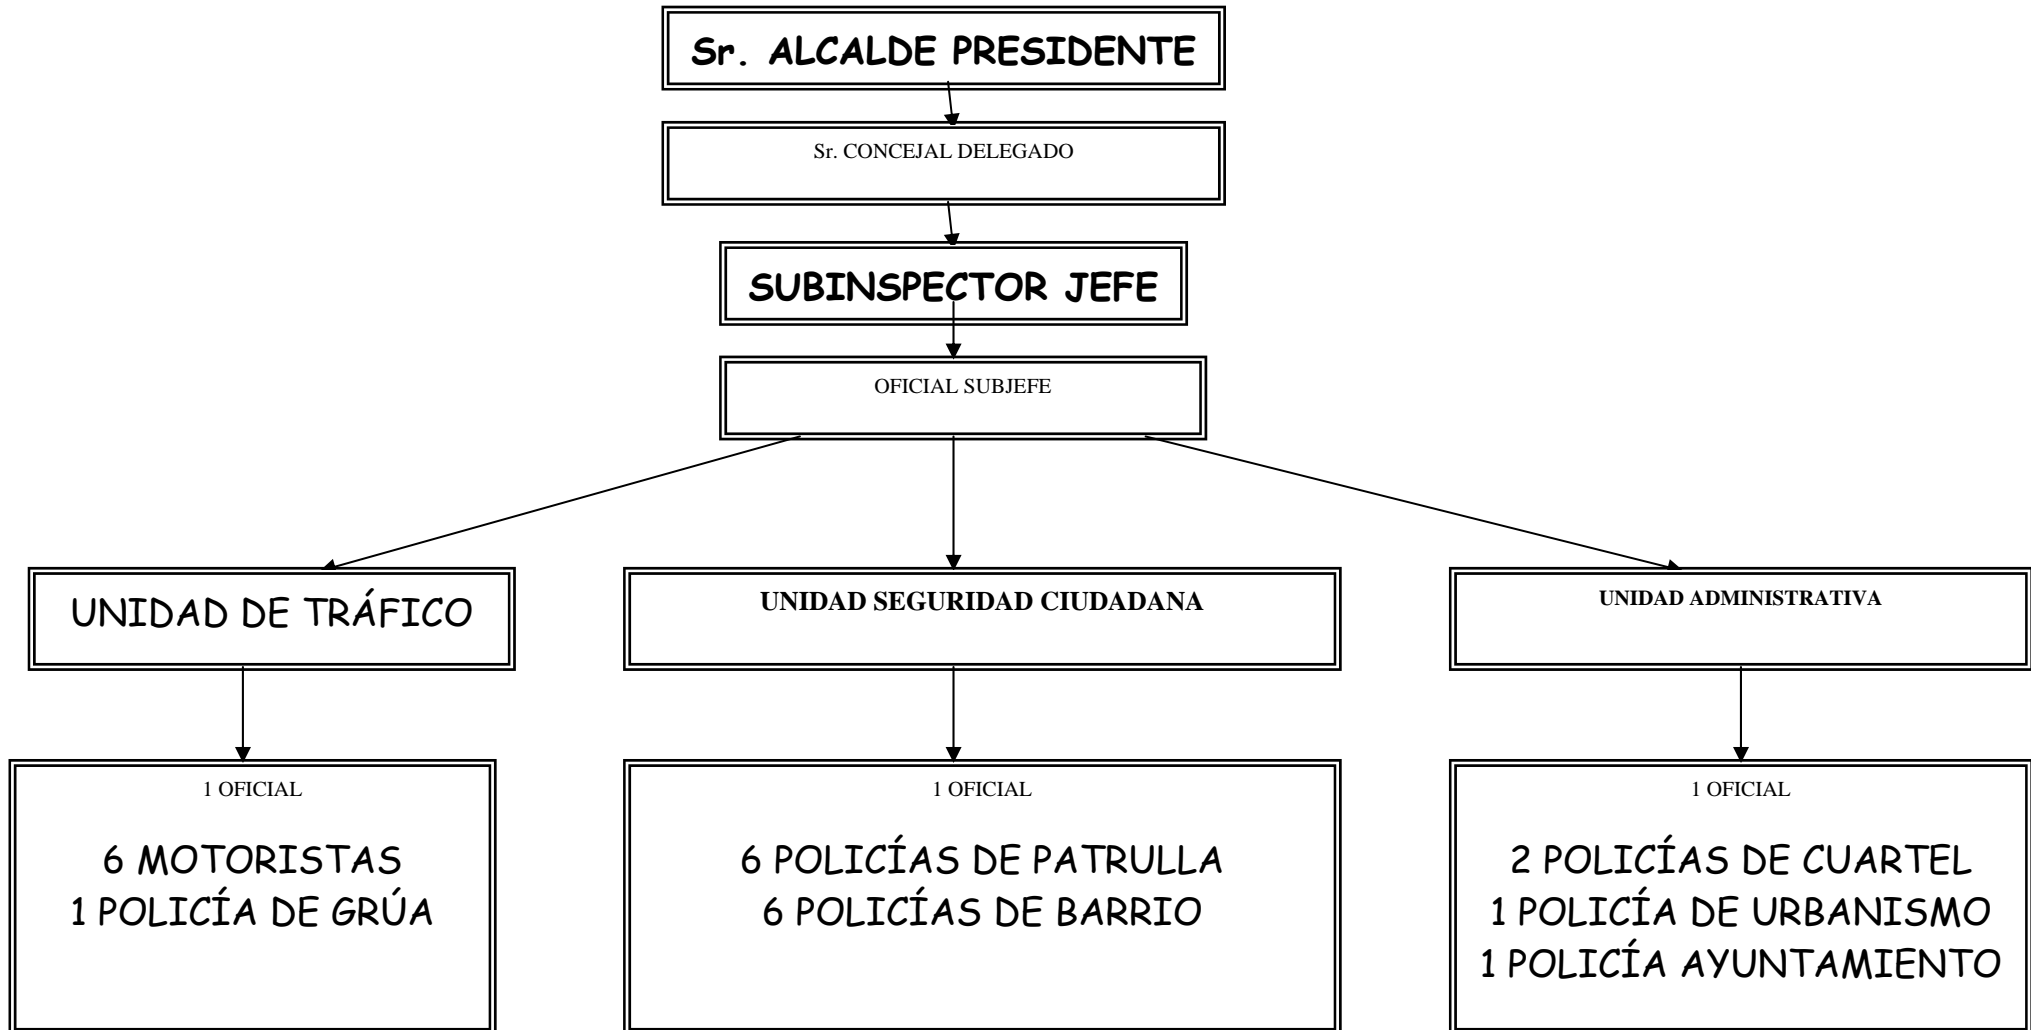 Sr. ALCALDE PRESIDENTE
Sr. CONCEJAL DELEGADO
SUBINSPECTOR JEFE
OFICIAL SUBJEFE
UNIDAD DE TRÁFICO
UNIDAD SEGURIDAD CIUDADANA
UNIDAD ADMINISTRATIVA
1 OFICIAL
6 MOTORISTAS
1 POLICÍA DE GRÚA
1 OFICIAL
6 POLICÍAS DE PATRULLA
6 POLICÍAS DE BARRIO
1 OFICIAL
2 POLICÍAS DE CUARTEL
1 POLICÍA DE URBANISMO
1 POLICÍA AYUNTAMIENTO